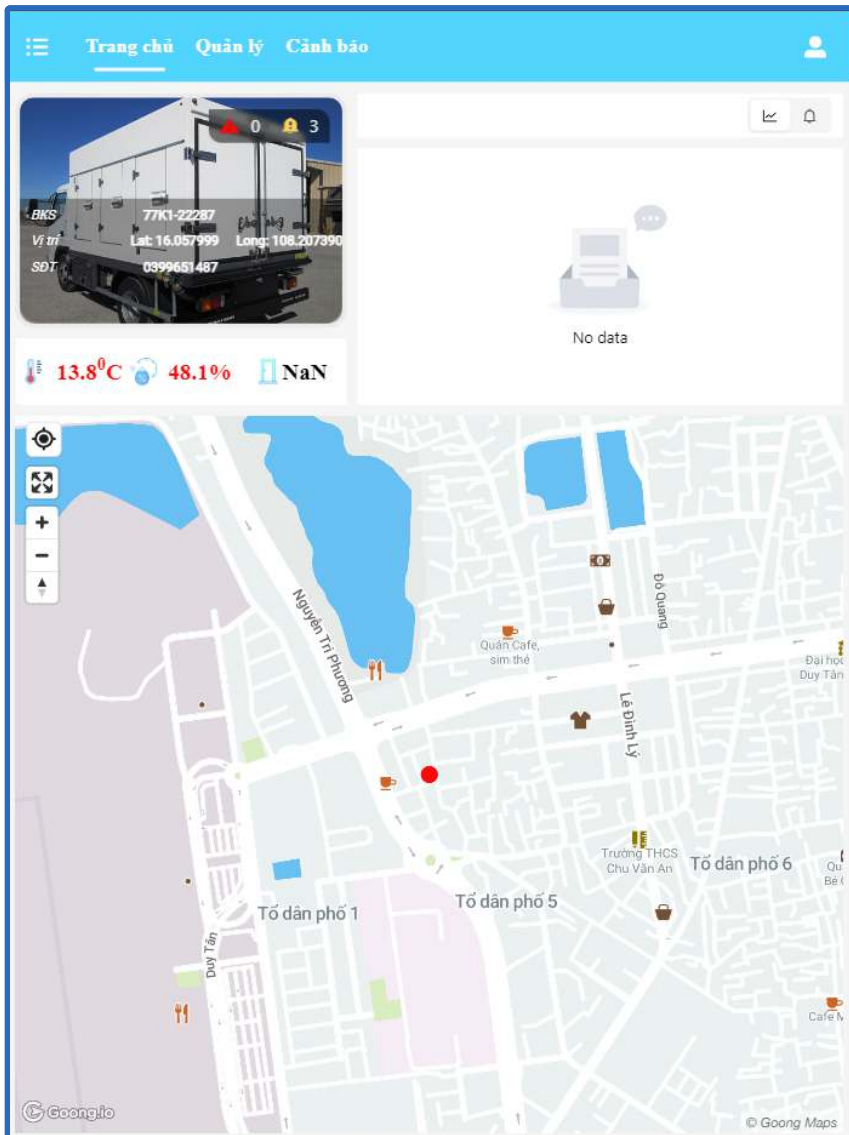 Trang chủ Quản lý Cảnh báo
0 3
BKS 77K1-22287
Vị trí Lat: 16.057999 Long: 108.207390
SĐT 0399651487
No data
13.8⁰C 48.1% NaN
Nguyễn Tri Phương
Đỗ Quang
Quán Cafe,
sim thẻ
Đại học
Duy Tân
Lê Đình Lý
Trường THCS
Chu Văn An
Tổ dân phố 6
Bé
Tổ dân phố 5
Tổ dân phố 1
Duy Tân
Cafe
Goong.io
© Goong Maps